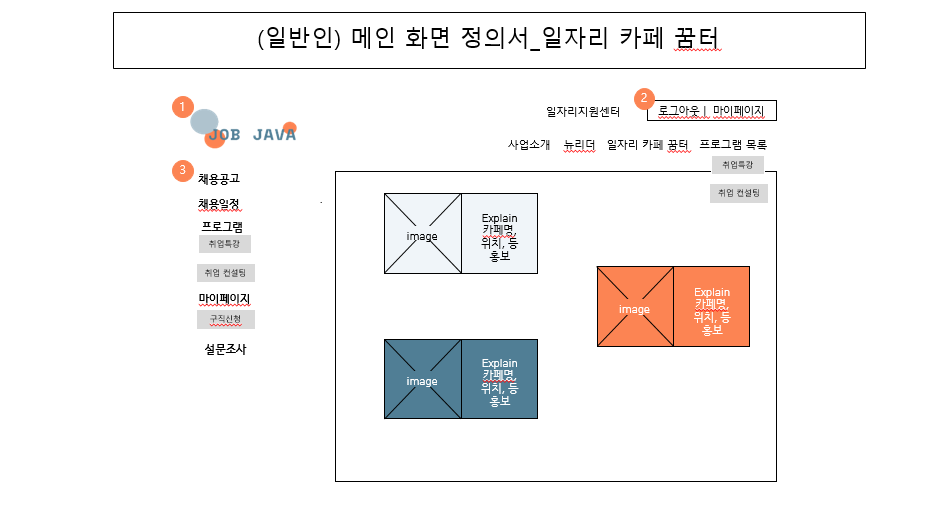 (일반인) 메인 화면 정의서_일자리 카페 꿈터
1
JOB JAVA
일자리지원센터
2
로그아웃 | 마이페이지
사업소개 뉴리더 일자리 카페 꿈터 프로그램 목록
취업특강
취업 컨설팅
3
채용공고
채용일정
프로그램
취업특강
취업 컨설팅
마이페이지
구직신청
설문조사
image
Explain
카페명,
위치, 등
홍보
image
Explain
카페명,
위치, 등
홍보
image
Explain
카페명,
위치, 등
홍보